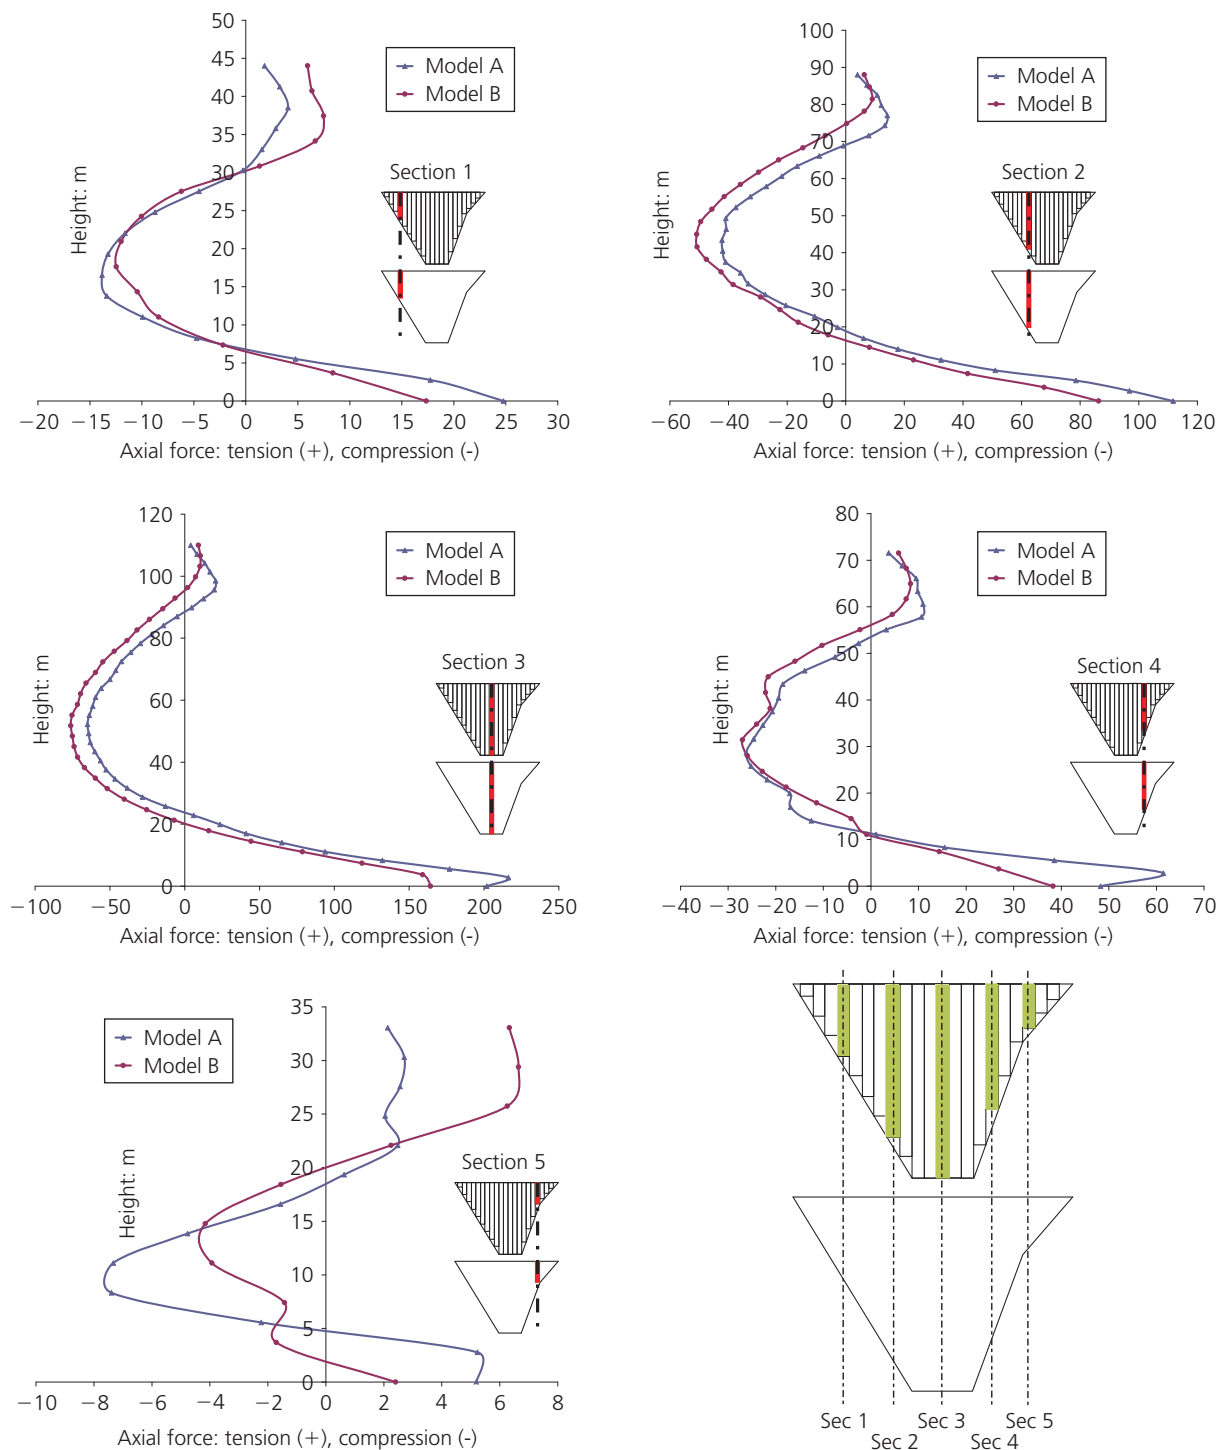 50
45
40
35
30
25
20
15
10
5
0
−20 −15 −10 −5 0 5 10 15 20 25 30
Height: m
Axial force: tension (+), compression (-)
Model A
Model B
Section 1
100
90
80
70
60
50
40
30
20
10
0
−60 −40 −20 0 20 40 60 80 100 120
Height: m
Axial force: tension (+), compression (-)
Model A
Model B
Section 2
120
100
80
60
40
20
0
−100 −50 0 50 100 150 200 250
Height: m
Axial force: tension (+), compression (-)
Model A
Model B
Section 3
80
70
60
50
40
30
20
10
0
−40 −30 −20 −10 0 10 20 30 40 50 60 70
Height: m
Axial force: tension (+), compression (-)
Model A
Model B
Section 4
35
30
25
20
15
10
5
0
−10 −8 −6 −4 −2 0 2 4 6 8
Height: m
Axial force: tension (+), compression (-)
Model A
Model B
Section 5
Sec 1 Sec 3 Sec 5
Sec 2 Sec 4